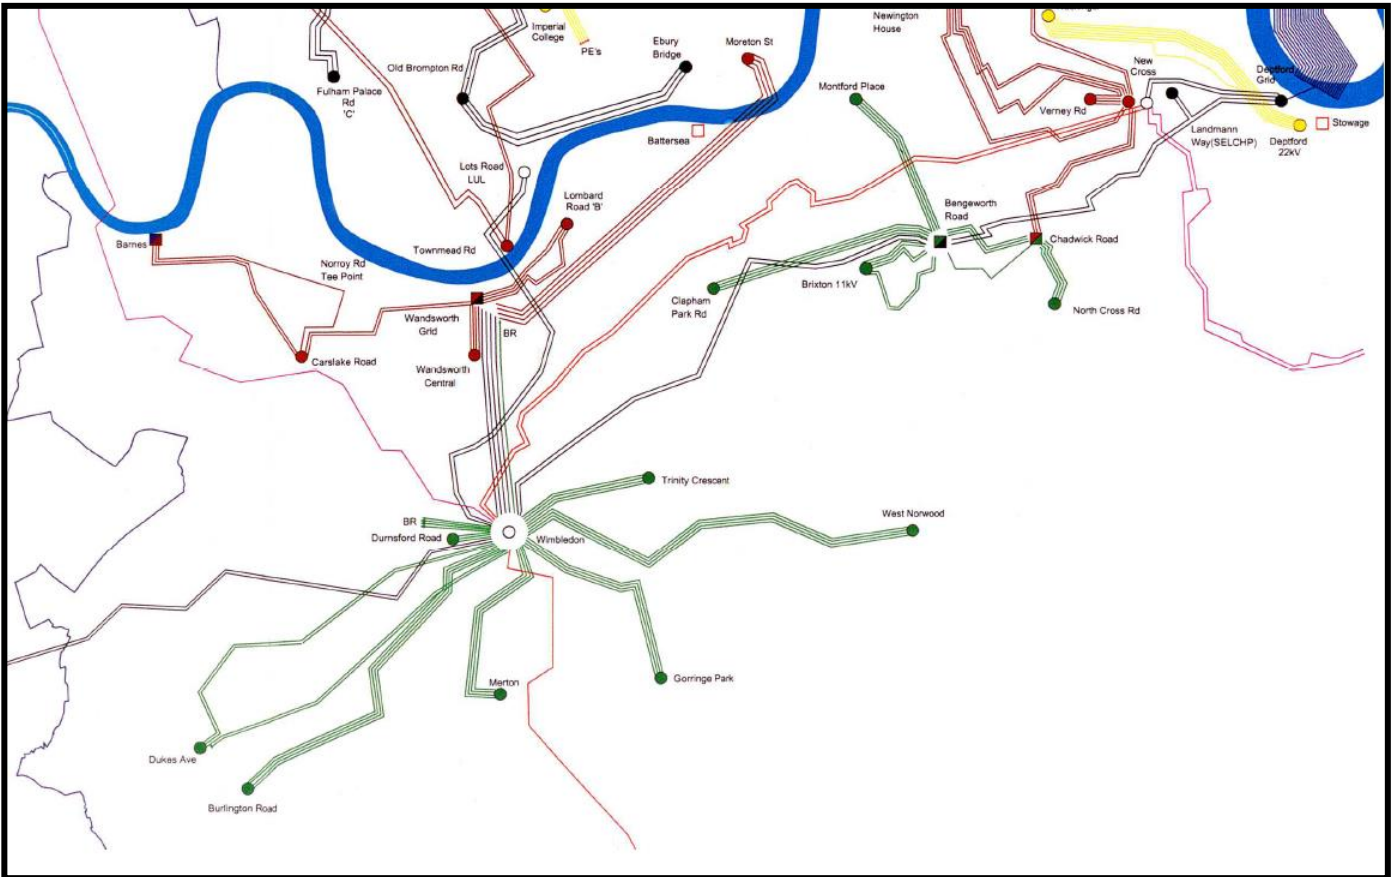 Newington
House
Imperial
College
PE's
Ebury
Bridge
Moreton St
Old Brompton Rd
Fulham Palace
Rd
'C'
Montford Place
New
Cross
Deptford
Grid
Verney Rd
Battersea
Landmann
Way(SELCHP)
Deptford
22kV
Stowage
Lots Road
LUL
Lombard
Road 'B'
Bengeworth
Road
Barnes
Townmead Rd
Chadwick Road
Norroy Rd
Tee Point
Brixton 11kV
Clapham
Park Rd
North Cross Rd
Wandsworth
Grid
BR
Carslake Road
Wandsworth
Central
Trinity Crescent
West Norwood
BR
Durnsford Road
Wimbledon
Merton
Gorringe Park
Dukes Ave
Burlington Road